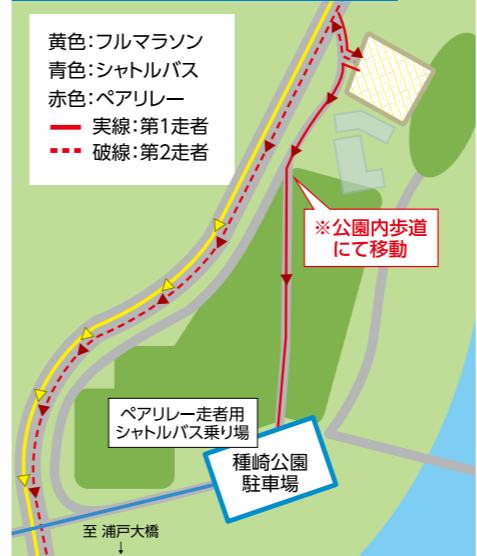 黄色：フルマラソン
青色：シャトルバス
赤色：ペアリレー
実線：第1走者
破線：第2走者
※公園内歩道
にて移動
ペアリレー走者用
シャトルバス乗り場
種崎公園
駐車場
至 浦戸大橋
↓